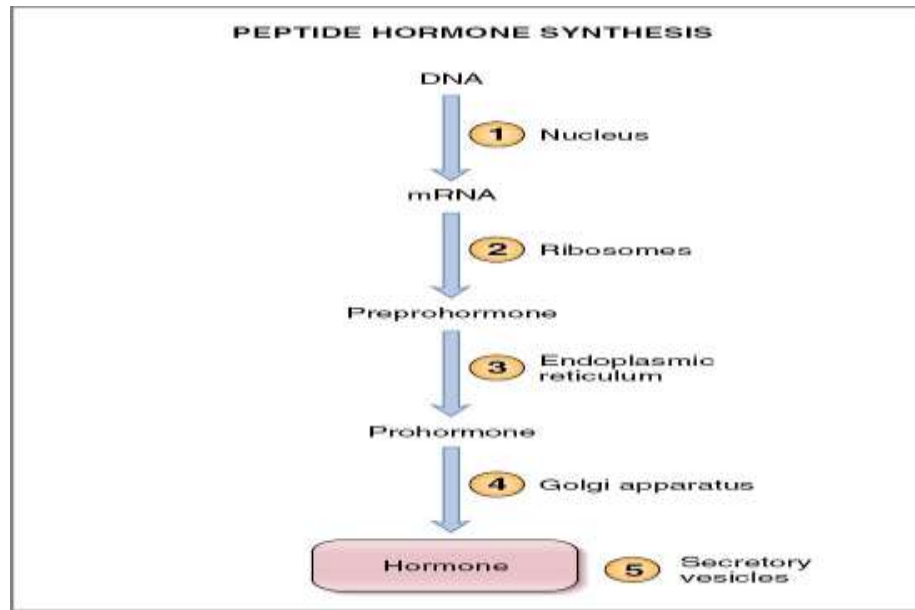 PEPTIDE HORMONE SYNTHESIS
DNA
1 Nucleus
mRNA
2 Ribosomes
Preprohormone
3 Endoplasmic
reticulum
Prohormone
4 Golgi apparatus
Hormone
5 Secretory
vesicles